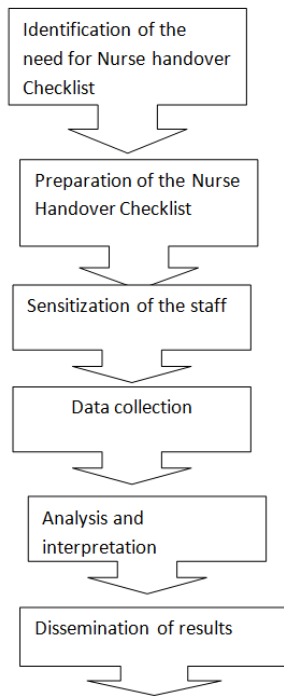 Identification of the
need for Nurse handover
Checklist
Preparation of the Nurse
Handover Checklist
Sensitization of the staff
Data collection
Analysis and
interpretation
Dissemination of results